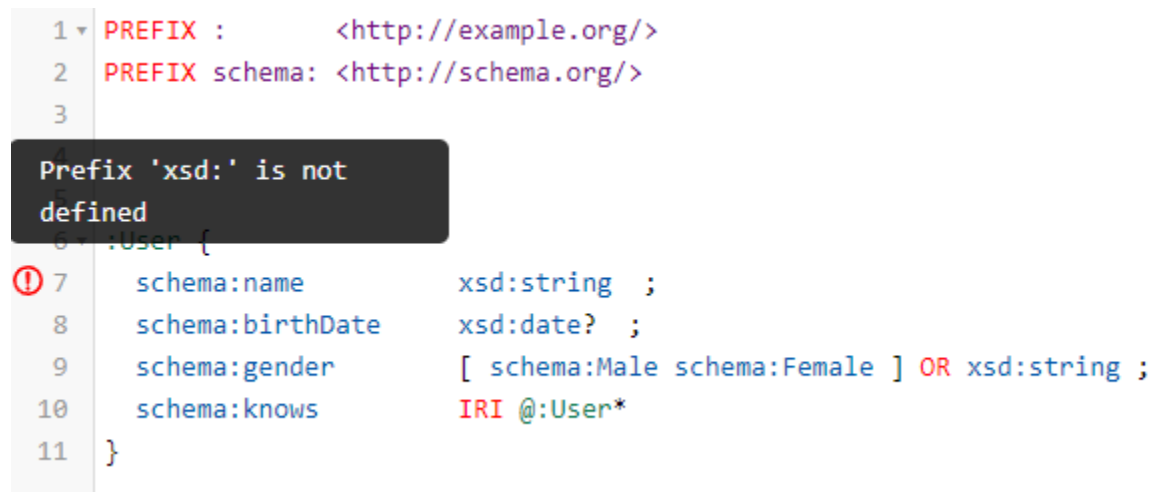 1 PREFIX :       <http://example.org/>
2 PREFIX schema: <http://schema.org/>
3
4
Prefix 'xsd:' is not
5
defined
6 :User {
7   schema:name          xsd:string  ;
8   schema:birthDate     xsd:date?  ;
9   schema:gender        [ schema:Male schema:Female ] OR xsd:string ;
10   schema:knows         IRI @:User*
11 }